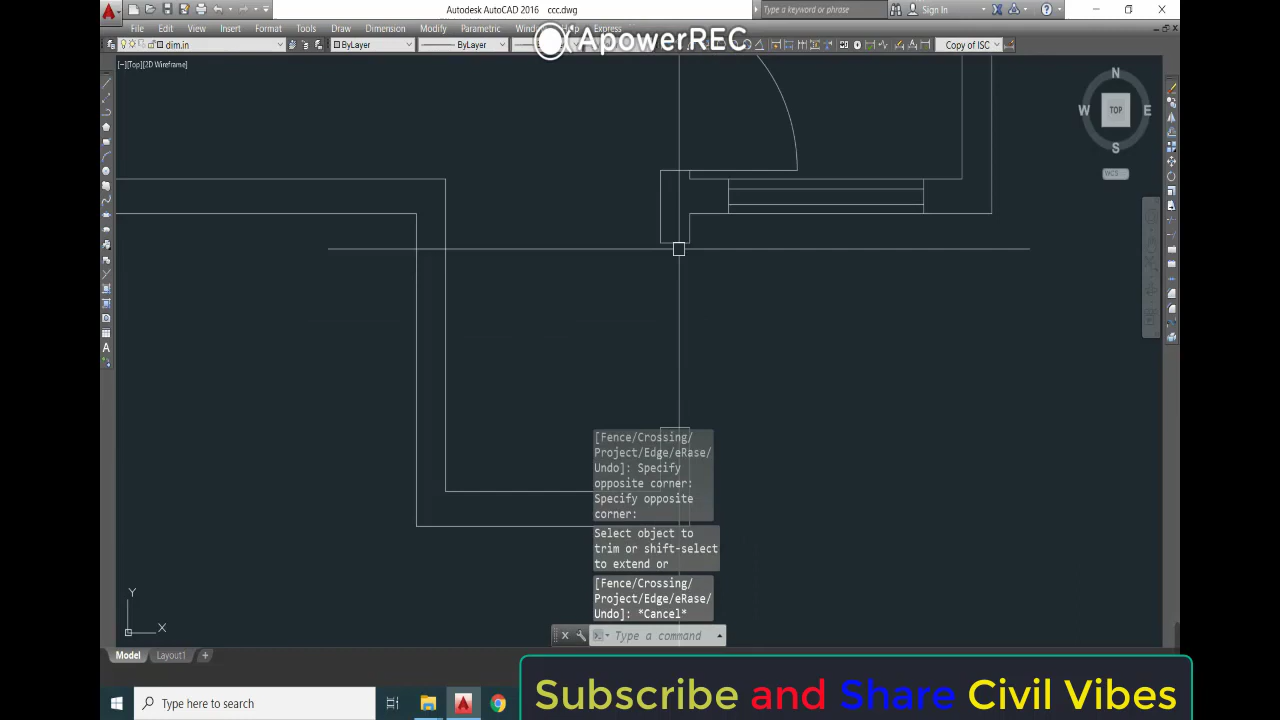 Autodesk AutoCAD 2016 ccc.dwg
Type a keyword or phrase
Sign In
File Edit View Insert Format Tools Draw Dimension Modify Parametric Express
ApowerREC
dim.in
ByLayer
ByLayer
Copy of ISC
[−][Top][2D Wireframe]
N
W TOP E
S
WCS
[Fence/Crossing/
Project/Edge/eRase/
Undo]: Specify
opposite corner:
Specify opposite
corner:
Select object to
trim or shift-select
to extend or
[Fence/Crossing/
Project/Edge/eRase/
Undo]: *Cancel*
Type a command
Y
X
Model Layout1
Type here to search
Subscribe and Share Civil Vibes